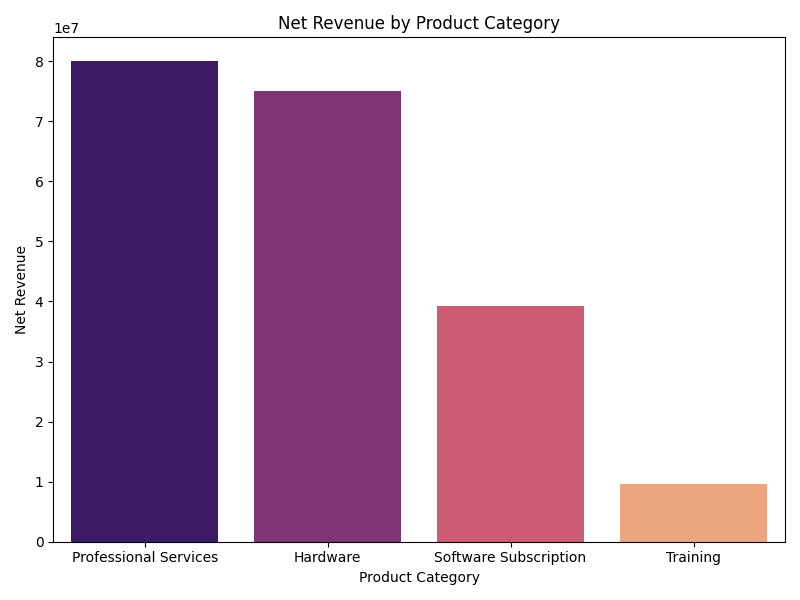 Net Revenue by Product Category
1e7
8
7
6
5
4
3
2
1
0
Net Revenue
Professional Services
Hardware
Software Subscription
Training
Product Category